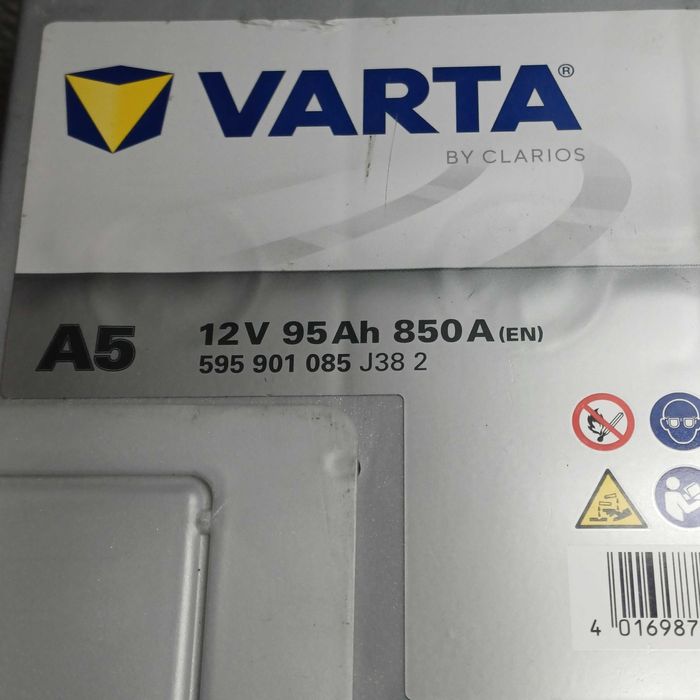 VARTA®
BY CLARIOS
A5
12V 95Ah 850A (EN)
595 901 085 J38 2
4 016987